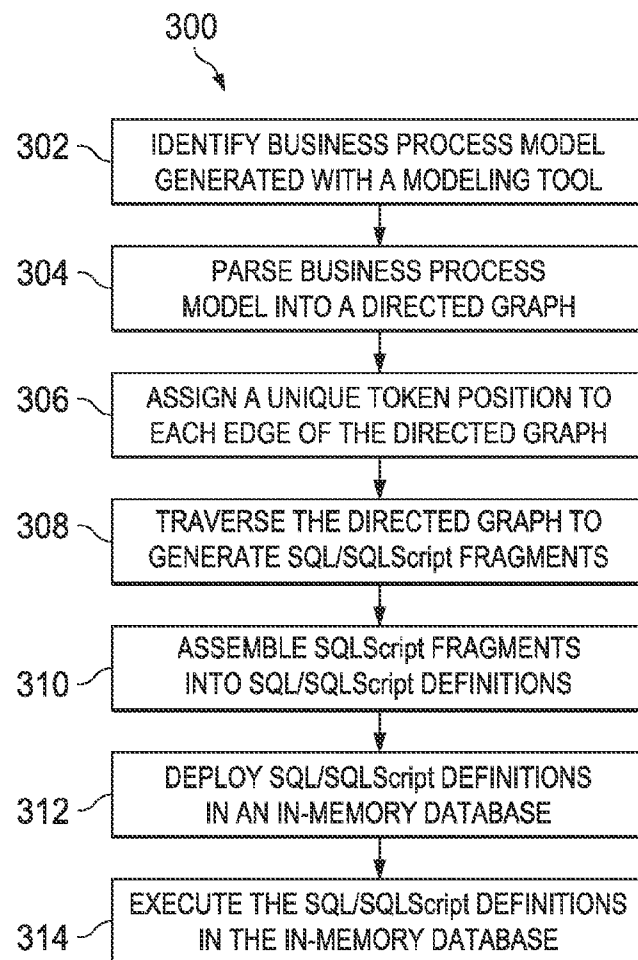 300
302
IDENTIFY BUSINESS PROCESS MODEL
GENERATED WITH A MODELING TOOL
304
PARSE BUSINESS PROCESS
MODEL INTO A DIRECTED GRAPH
306
ASSIGN A UNIQUE TOKEN POSITION TO
EACH EDGE OF THE DIRECTED GRAPH
308
TRAVERSE THE DIRECTED GRAPH TO
GENERATE SQL/SQLScript FRAGMENTS
310
ASSEMBLE SQLScript FRAGMENTS
INTO SQL/SQLScript DEFINITIONS
312
DEPLOY SQL/SQLScript DEFINITIONS
IN AN IN-MEMORY DATABASE
314
EXECUTE THE SQL/SQLScript DEFINITIONS
IN THE IN-MEMORY DATABASE